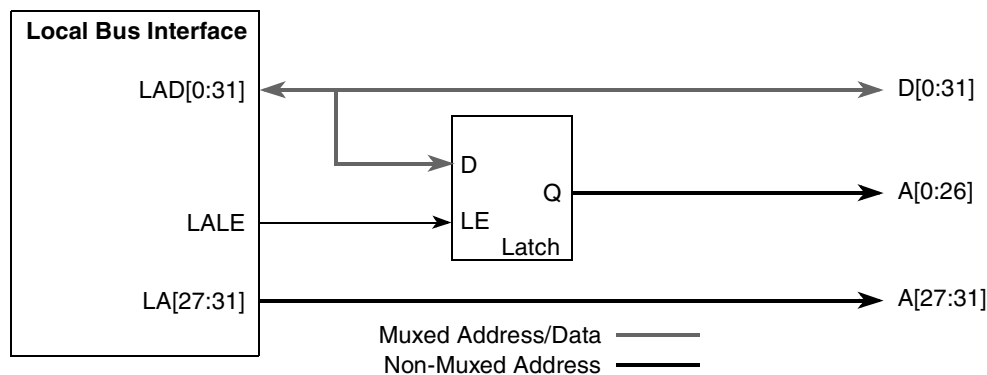 Local Bus Interface
LAD[0:31]
D[0:31]
D
Q
A[0:26]
LALE
LE
Latch
LA[27:31]
A[27:31]
Muxed Address/Data
Non-Muxed Address